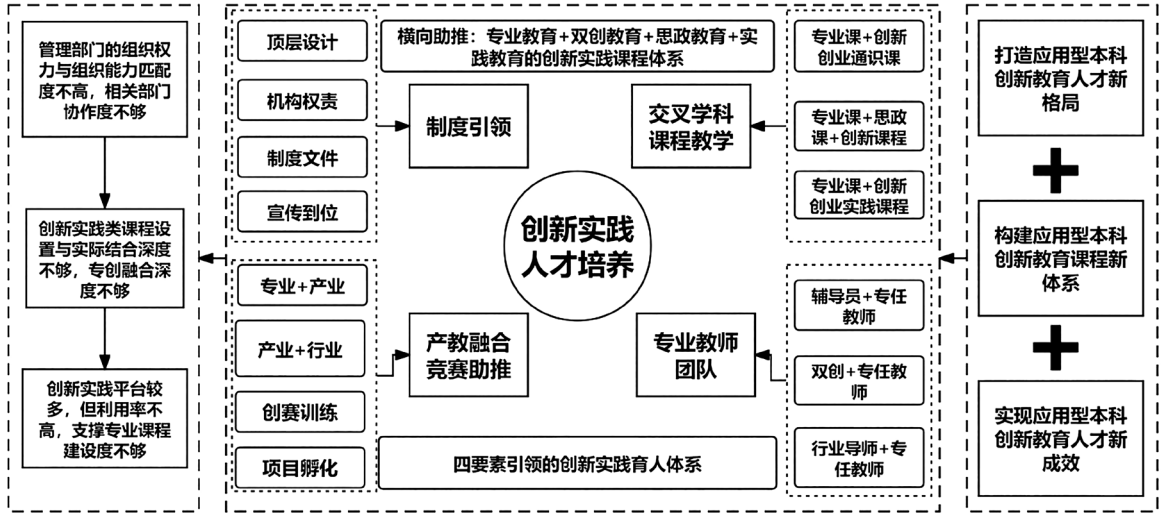 管理部门的组织权
力与组织能力匹配
度不高，相关部门
协作度不够
创新实践类课程设
置与实际结合深度
不够，专创融合深
度不够
创新实践平台较
多，但利用率不
高，支撑专业课程
建设度不够
顶层设计
机构权责
制度文件
宣传到位
专业+产业
产业+行业
创赛训练
项目孵化
横向助推：专业教育+双创教育+思政教育+实
践教育的创新实践课程体系
制度引领
交叉学科
课程教学
创新实践
人才培养
产教融合
竞赛助推
专业教师
团队
四要素引领的创新实践育人体系
专业课+创新
创业通识课
专业课+思政
课+创新课程
专业课+创新
创业实践课程
辅导员+专任
教师
双创+专任教
师
行业导师+专
任教师
打造应用型本科
创新教育人才新
格局
构建应用型本科
创新教育课程新
体系
实现应用型本科
创新教育人才新
成效